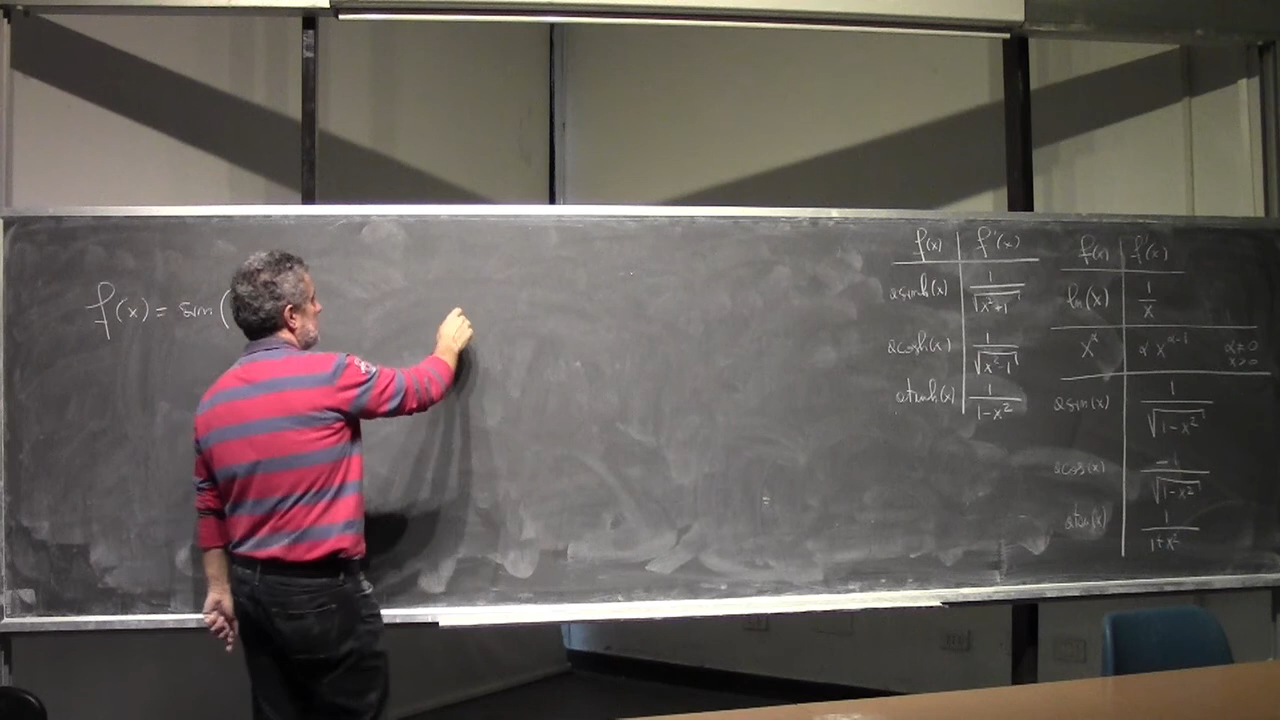 f(x) = sin (
f(x) f'(x)
asinh(x) 1/√(x²+1)
acosh(x) 1/√(x²-1)
atanh(x) 1/(1-x²)
f(x) f'(x)
ln(x) 1/x
x^α α x^(α-1) α≠0 x>0
asin(x) 1/√(1-x²)
acos(x) -1/√(1-x²)
atan(x) 1/(1+x²)